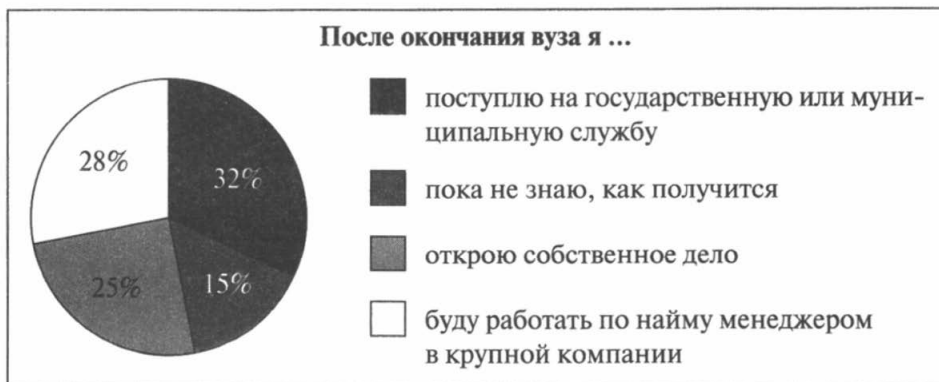 После окончания вуза я ...
28%
32%
25%
15%
поступлю на государственную или муни-
ципальную службу
пока не знаю, как получится
открою собственное дело
буду работать по найму менеджером
в крупной компании